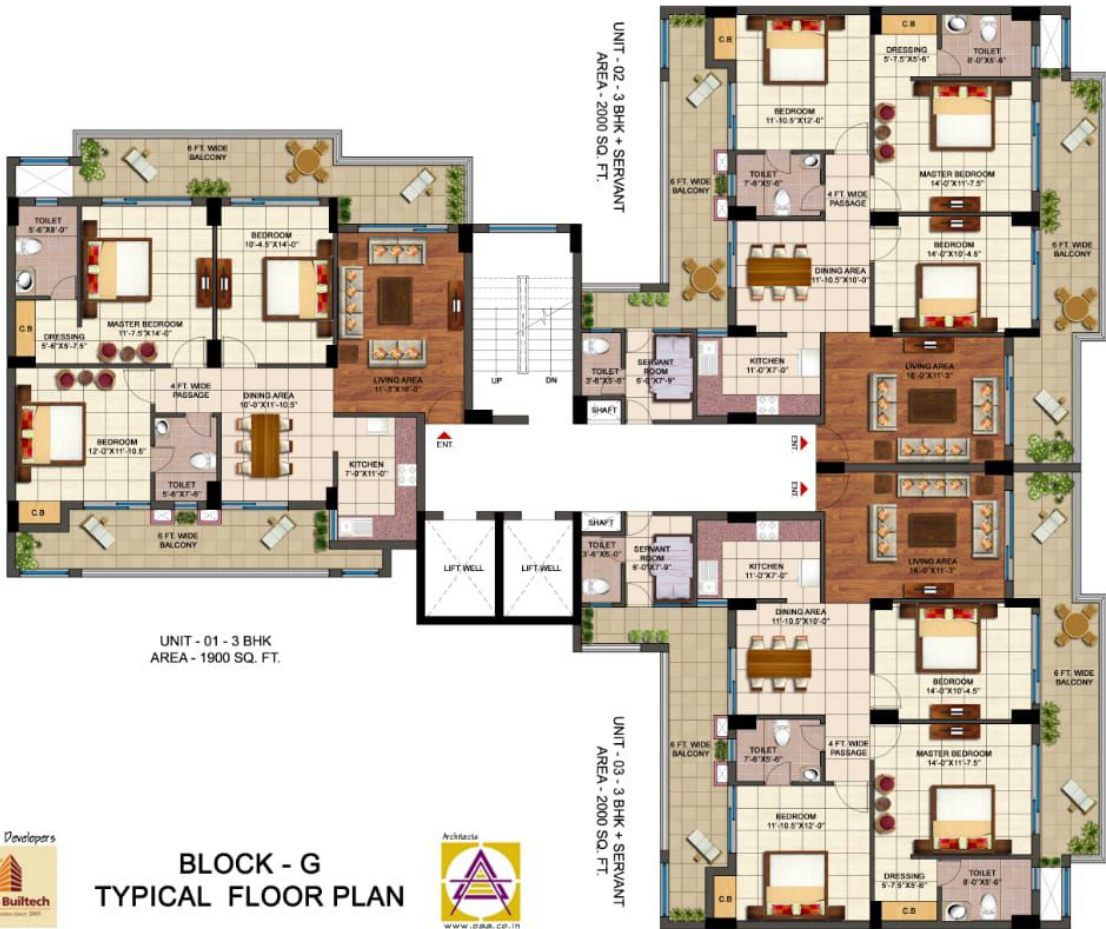 UNIT - 02 - 3 BHK + SERVANT
AREA - 2000 SQ. FT.
C.B
BEDROOM
11'-10.5"X12'-0"
C.B
DRESSING
5'-7.5"X5'-6"
TOILET
8'-0"X5'-6"
MASTER BEDROOM
14'-0"X11'-7.5"
TOILET
7'-6"X5'-6"
4 FT. WIDE
PASSAGE
6 FT. WIDE
BALCONY
BEDROOM
14'-0"X10'-4.5"
6 FT. WIDE
BALCONY
DINING AREA
11'-10.5"X10'-0"
TOILET
SERVANT
ROOM
6'-0"X7'-9"
KITCHEN
11'-0"X7'-0"
LIVING AREA
16'-0"X11'-3"
SHAFT
ENT.
6 FT. WIDE
BALCONY
TOILET
5'-6"X8'-0"
BEDROOM
10'-4.5"X14'-0"
C.B
DRESSING
5'-6"X5'-7.5"
MASTER BEDROOM
11'-7.5"X14'-0"
LIVING AREA
11'-3"X16'-0"
UP
DN
4 FT. WIDE
PASSAGE
DINING AREA
10'-0"X11'-10.5"
BEDROOM
12'-0"X11'-10.5"
TOILET
5'-6"X7'-6"
KITCHEN
7'-0"X11'-0"
ENT.
C.B
6 FT. WIDE
BALCONY
LIFT WELL
LIFT WELL
UNIT - 01 - 3 BHK
AREA - 1900 SQ. FT.
ENT.
SHAFT
TOILET
3'-6"X5'-0"
SERVANT
ROOM
6'-0"X7'-9"
KITCHEN
11'-0"X7'-0"
LIVING AREA
16'-0"X11'-3"
DINING AREA
11'-10.5"X10'-0"
BEDROOM
14'-0"X10'-4.5"
6 FT. WIDE
BALCONY
6 FT. WIDE
BALCONY
TOILET
7'-6"X5'-6"
4 FT. WIDE
PASSAGE
MASTER BEDROOM
14'-0"X11'-7.5"
BEDROOM
11'-10.5"X12'-0"
DRESSING
5'-7.5"X5'-6"
TOILET
8'-0"X5'-6"
C.B
C.B
UNIT - 03 - 3 BHK + SERVANT
AREA - 2000 SQ. FT.
Developers
Builtech
since 2005
BLOCK - G
TYPICAL FLOOR PLAN
Architects
www.oaa.co.in